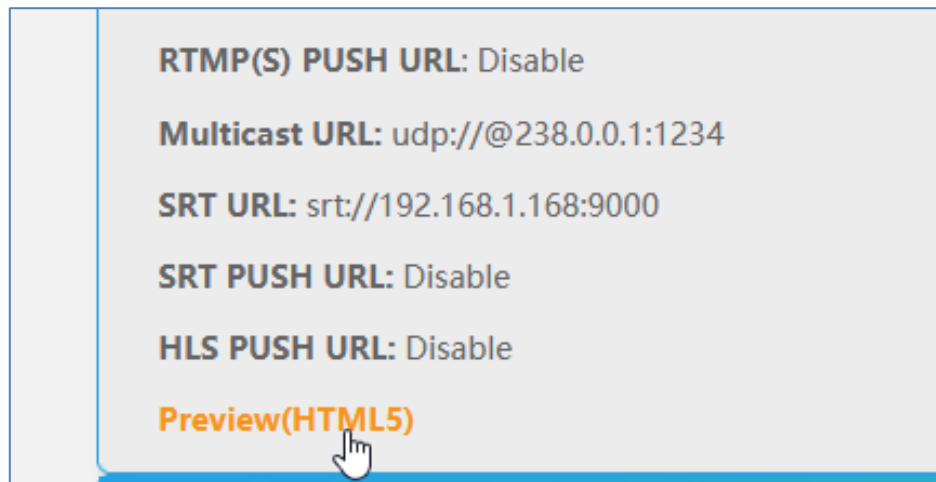 RTMP(S) PUSH URL: Disable
Multicast URL: udp://@238.0.0.1:1234
SRT URL: srt://192.168.1.168:9000
SRT PUSH URL: Disable
HLS PUSH URL: Disable
Preview(HTML5)